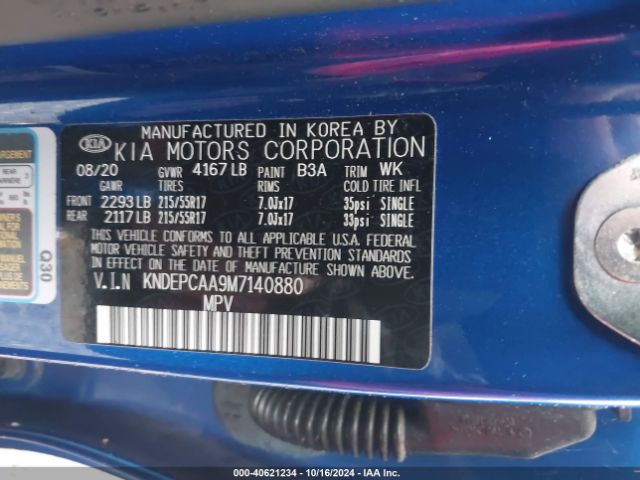 MANUFACTURED IN KOREA BY
KIA KIA MOTORS CORPORATION
08/20 GVWR 4167 LB PAINT B3A TRIM WK
GAWR TIRES RIMS COLD TIRE INFL
FRONT 2293 LB 215/55R17 7.0Jx17 35psi SINGLE
REAR 2117 LB 215/55R17 7.0Jx17 33psi SINGLE
THIS VEHICLE CONFORMS TO ALL APPLICABLE U.S.A. FEDERAL
MOTOR VEHICLE SAFETY AND THEFT PREVENTION STANDARDS
IN EFFECT ON THE DATE OF MANUFACTURE SHOWN ABOVE.
V.I.N KNDEPCAA9M7140880
MPV
REAR
Q30
000-40621234 - 10/16/2024 - IAA Inc.